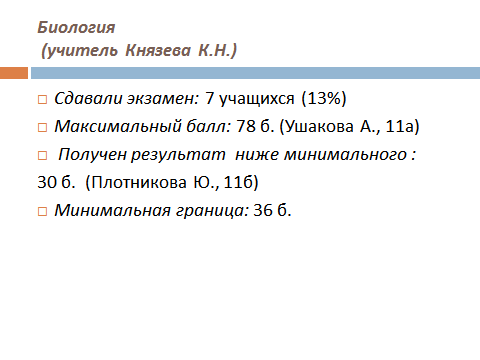 Биология
(учитель Князева К.Н.)
Сдавали экзамен: 7 учащихся (13%)
Максимальный балл: 78 б. (Ушакова А., 11а)
Получен результат ниже минимального :
30 б. (Плотникова Ю., 11б)
Минимальная граница: 36 б.